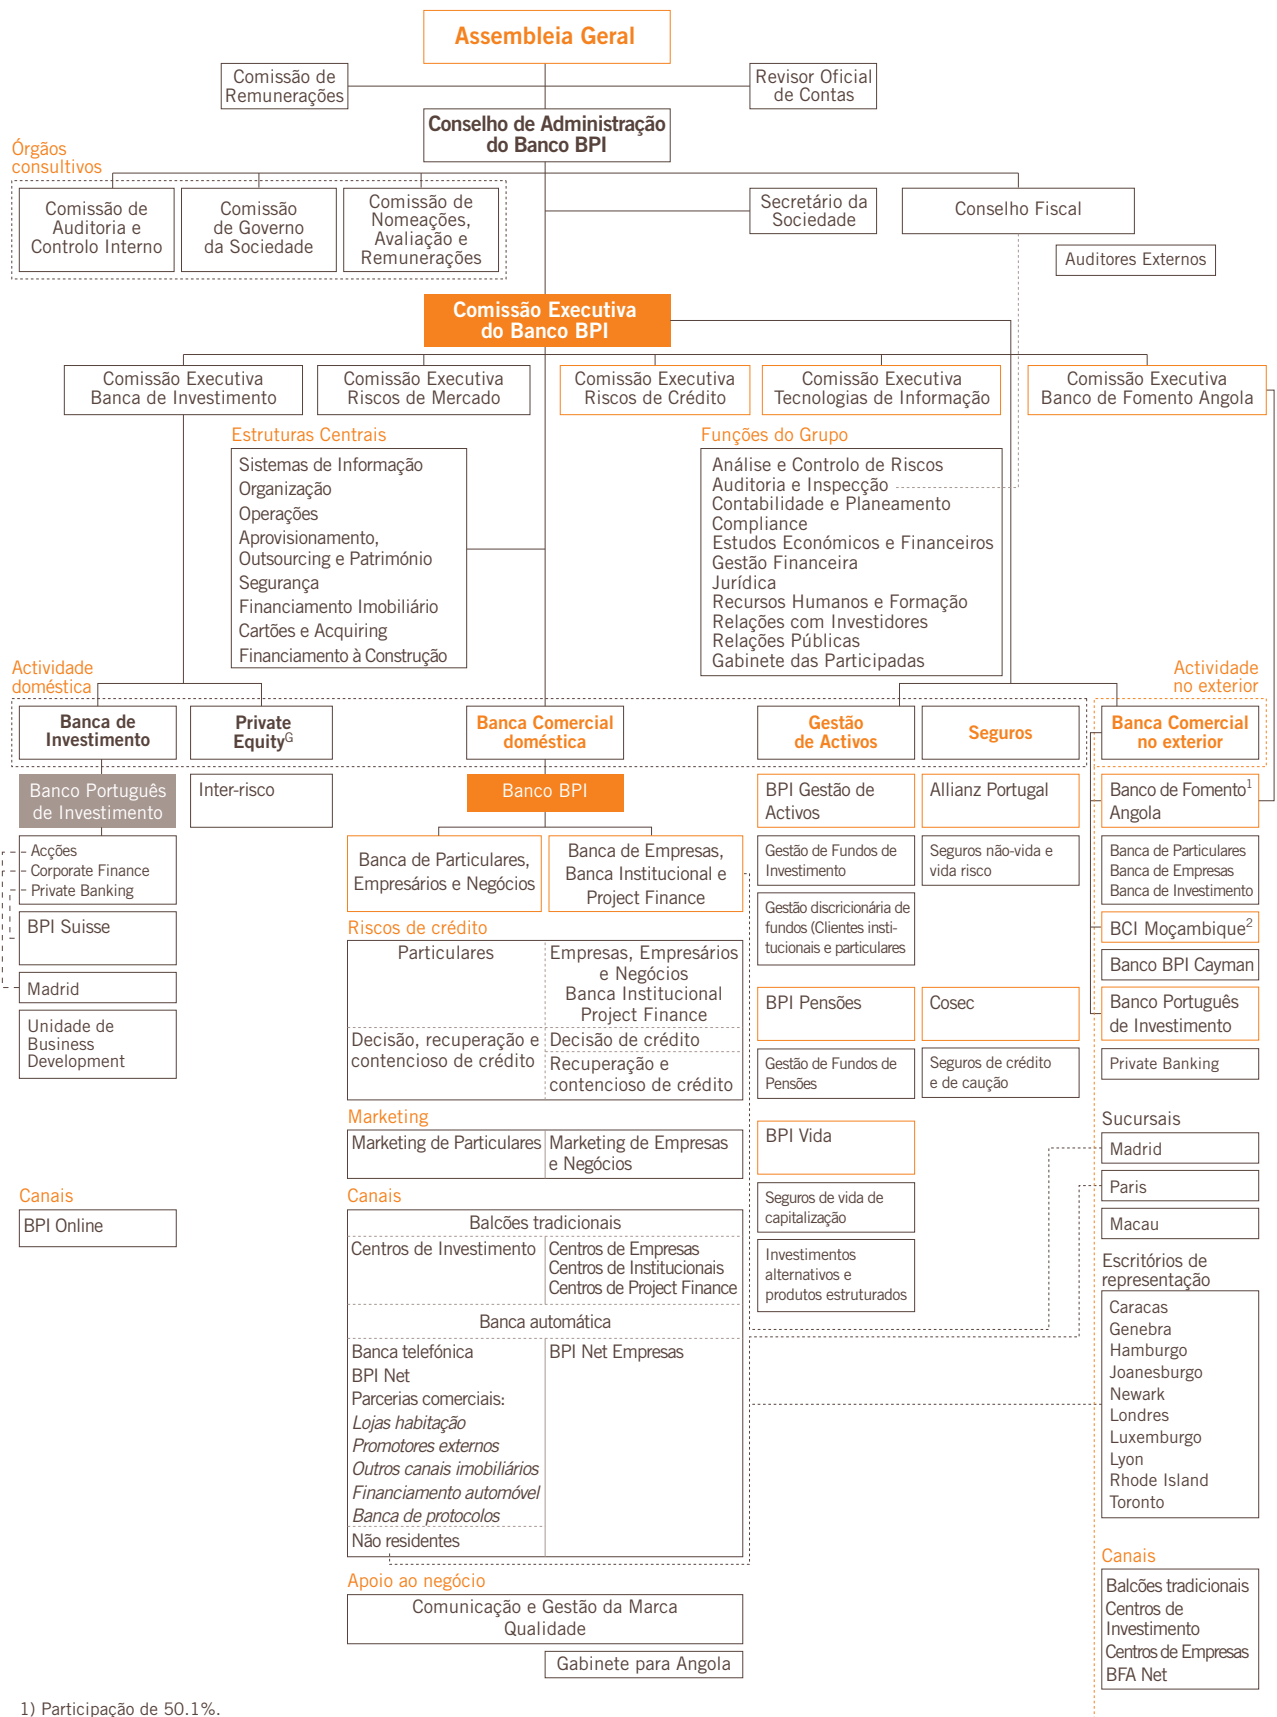 Assembleia Geral
Comissão de
Remunerações
Revisor Oficial
de Contas
Conselho de Administração
do Banco BPI
Órgãos
consultivos
Comissão de
Auditoria e
Controlo Interno
Comissão
de Governo
da Sociedade
Comissão de
Nomeações,
Avaliação e
Remunerações
Secretário da
Sociedade
Conselho Fiscal
Auditores Externos
Comissão Executiva
do Banco BPI
Comissão Executiva
Banca de Investimento
Comissão Executiva
Riscos de Mercado
Comissão Executiva
Riscos de Crédito
Comissão Executiva
Tecnologias de Informação
Comissão Executiva
Banco de Fomento Angola
Estruturas Centrais
Sistemas de Informação
Organização
Operações
Aprovisionamento,
Outsourcing e Património
Segurança
Financiamento Imobiliário
Cartões e Acquiring
Financiamento à Construção
Funções do Grupo
Análise e Controlo de Riscos
Auditoria e Inspecção
Contabilidade e Planeamento
Compliance
Estudos Económicos e Financeiros
Gestão Financeira
Jurídica
Recursos Humanos e Formação
Relações com Investidores
Relações Públicas
Gabinete das Participadas
Actividade
doméstica
Actividade
no exterior
Banca de
Investimento
Private
Equity^G
Banca Comercial
doméstica
Gestão
de Activos
Seguros
Banca Comercial
no exterior
Banco Português
de Investimento
Acções
Corporate Finance
Private Banking
BPI Suisse
Madrid
Unidade de
Business
Development
Canais
BPI Online
Inter-risco
Banco BPI
Banca de Particulares,
Empresários e Negócios
Banca de Empresas,
Banca Institucional e
Project Finance
Riscos de crédito
Particulares
Empresas, Empresários
e Negócios
Banca Institucional
Project Finance
Decisão, recuperação e
contencioso de crédito
Decisão de crédito
Recuperação e
contencioso de crédito
Marketing
Marketing de Particulares
Marketing de Empresas
e Negócios
Canais
Balcões tradicionais
Centros de Investimento
Centros de Empresas
Centros de Institucionais
Centros de Project Finance
Banca automática
Banca telefónica
BPI Net
Parcerias comerciais:
Lojas habitação
Promotores externos
Outros canais imobiliários
Financiamento automóvel
Banca de protocolos
Não residentes
BPI Net Empresas
Apoio ao negócio
Comunicação e Gestão da Marca
Qualidade
Gabinete para Angola
BPI Gestão de
Activos
Gestão de Fundos de
Investimento
Gestão discricionária de
fundos (Clientes insti-
tucionais e particulares
BPI Pensões
Gestão de Fundos de
Pensões
BPI Vida
Seguros de vida de
capitalização
Investimentos
alternativos e
produtos estruturados
Allianz Portugal
Seguros não-vida e
vida risco
Cosec
Seguros de crédito
e de caução
Banco de Fomento¹
Angola
Banca de Particulares
Banca de Empresas
Banca de Investimento
BCI Moçambique²
Banco BPI Cayman
Banco Português
de Investimento
Private Banking
Sucursais
Madrid
Paris
Macau
Escritórios de
representação
Caracas
Genebra
Hamburgo
Joanesburgo
Newark
Londres
Luxemburgo
Lyon
Rhode Island
Toronto
Canais
Balcões tradicionais
Centros de
Investimento
Centros de Empresas
BFA Net
1) Participação de 50.1%.